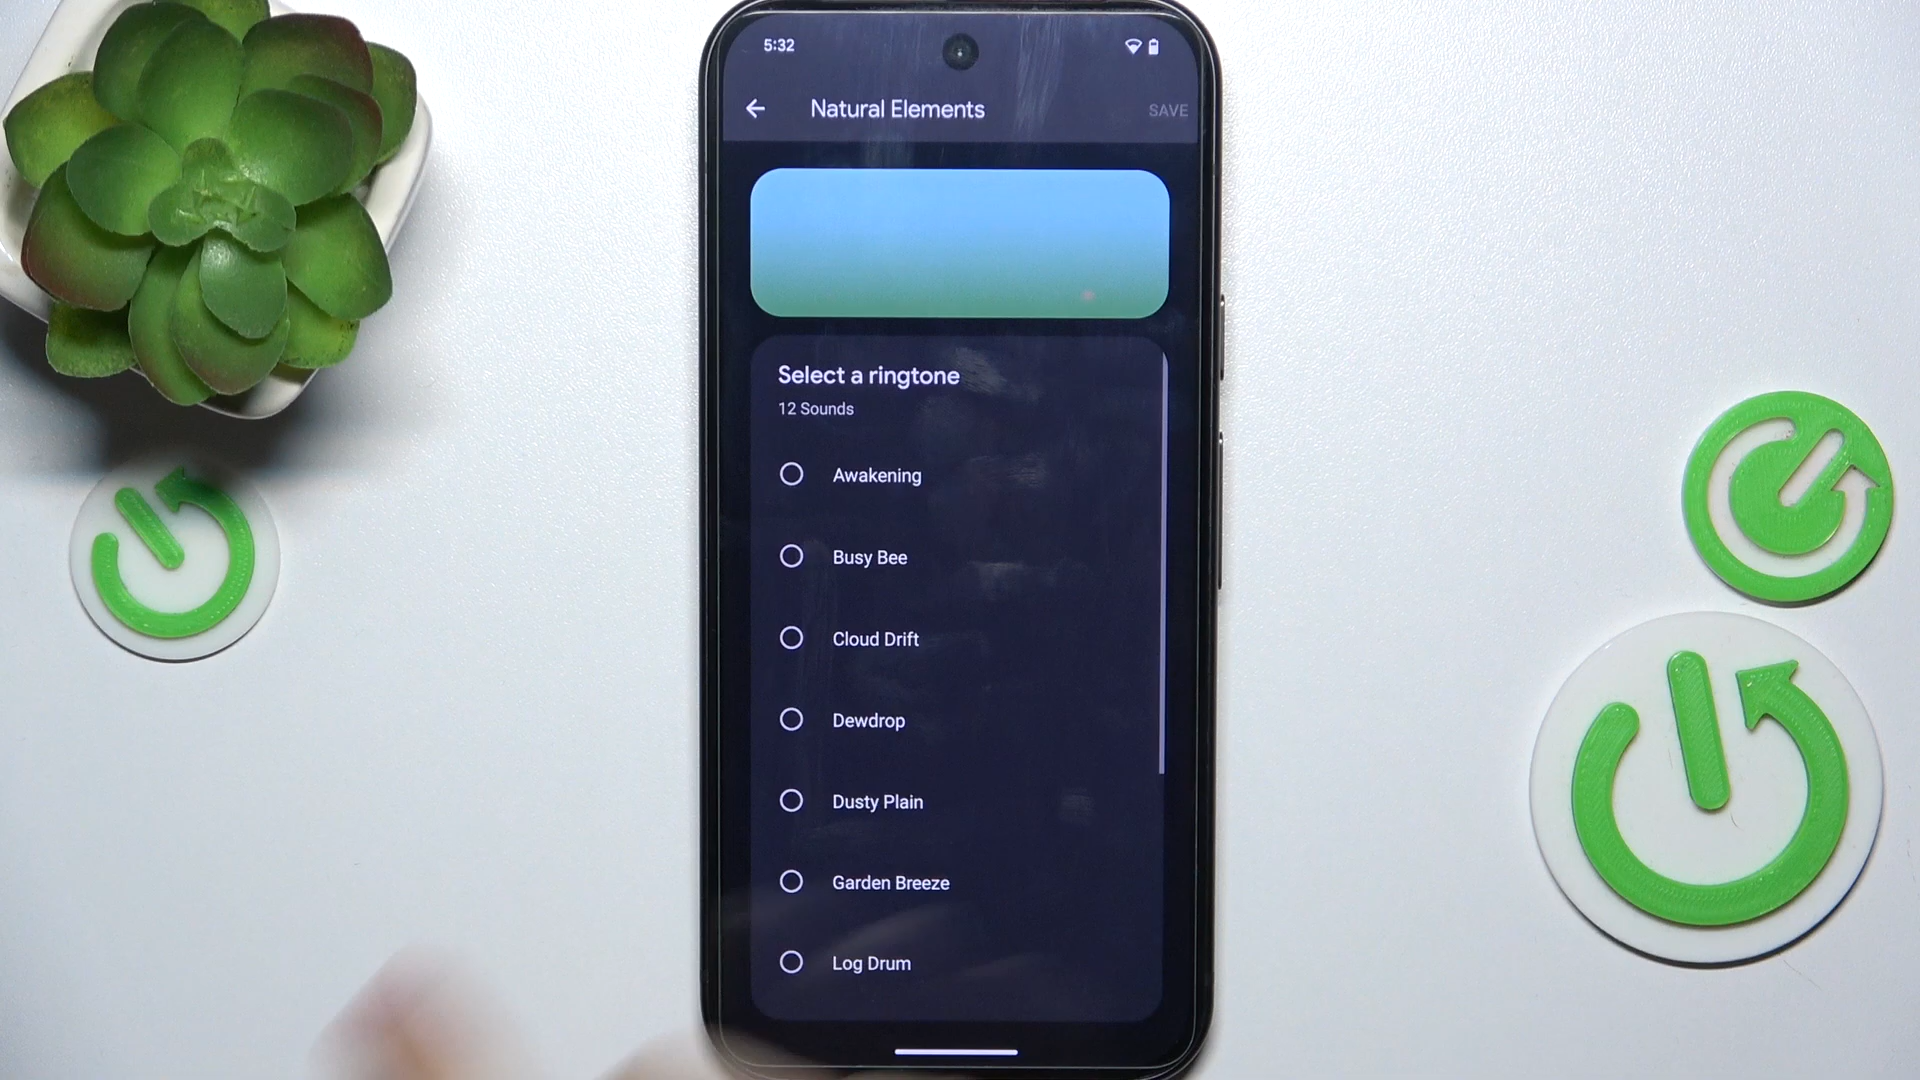 5:32
Natural Elements
SAVE
Select a ringtone
12 Sounds
Awakening
Busy Bee
Cloud Drift
Dewdrop
Dusty Plain
Garden Breeze
Log Drum